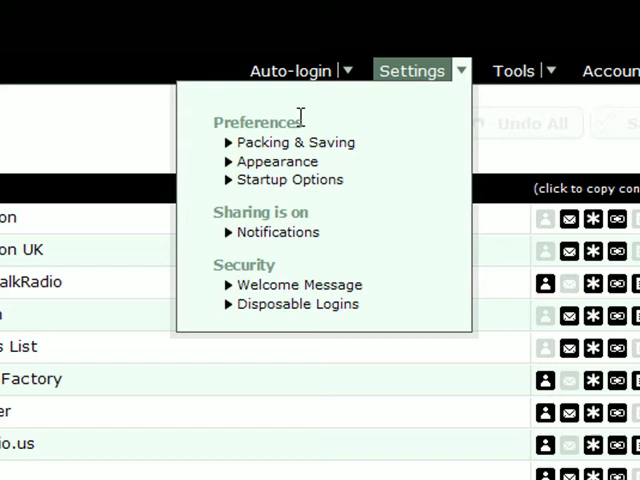 Auto-login Settings Tools Accoun
Preferences
Packing & Saving
Undo All
Appearance
Startup Options
(click to copy con
Sharing is on
on
Notifications
on UK
Security
alkRadio
Welcome Message
Disposable Logins
s List
Factory
er
io.us